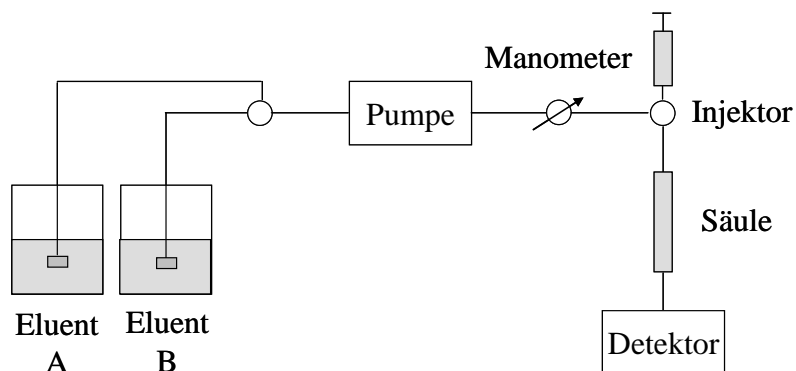 Manometer
Pumpe
Injektor
Säule
Eluent
A
Eluent
B
Detektor